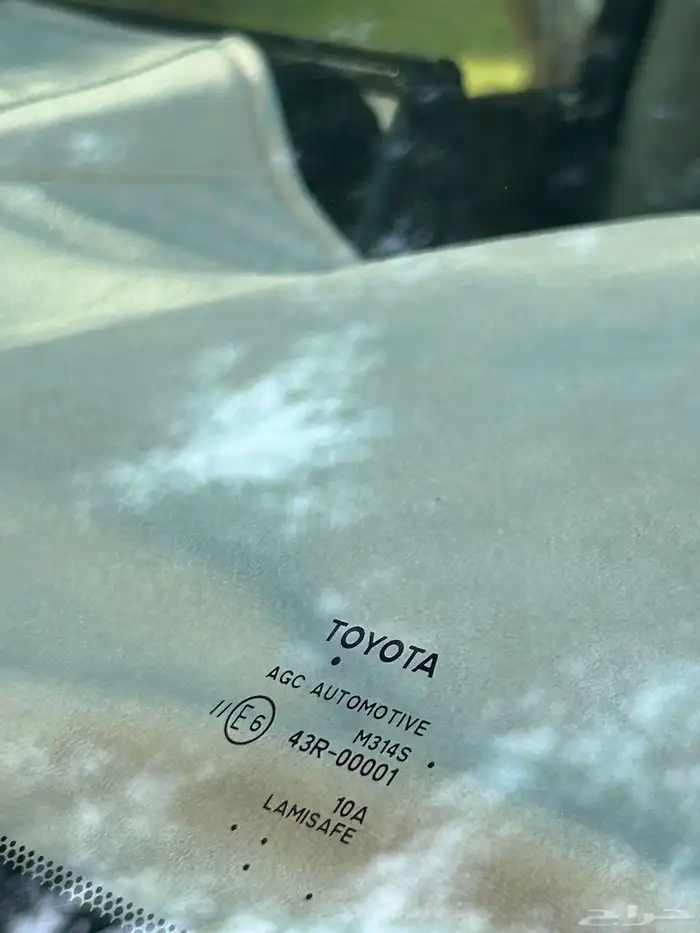 TOYOTA
AGC AUTOMOTIVE
M314S
//E6 43R-00001
10A
LAMISAFE
حراج